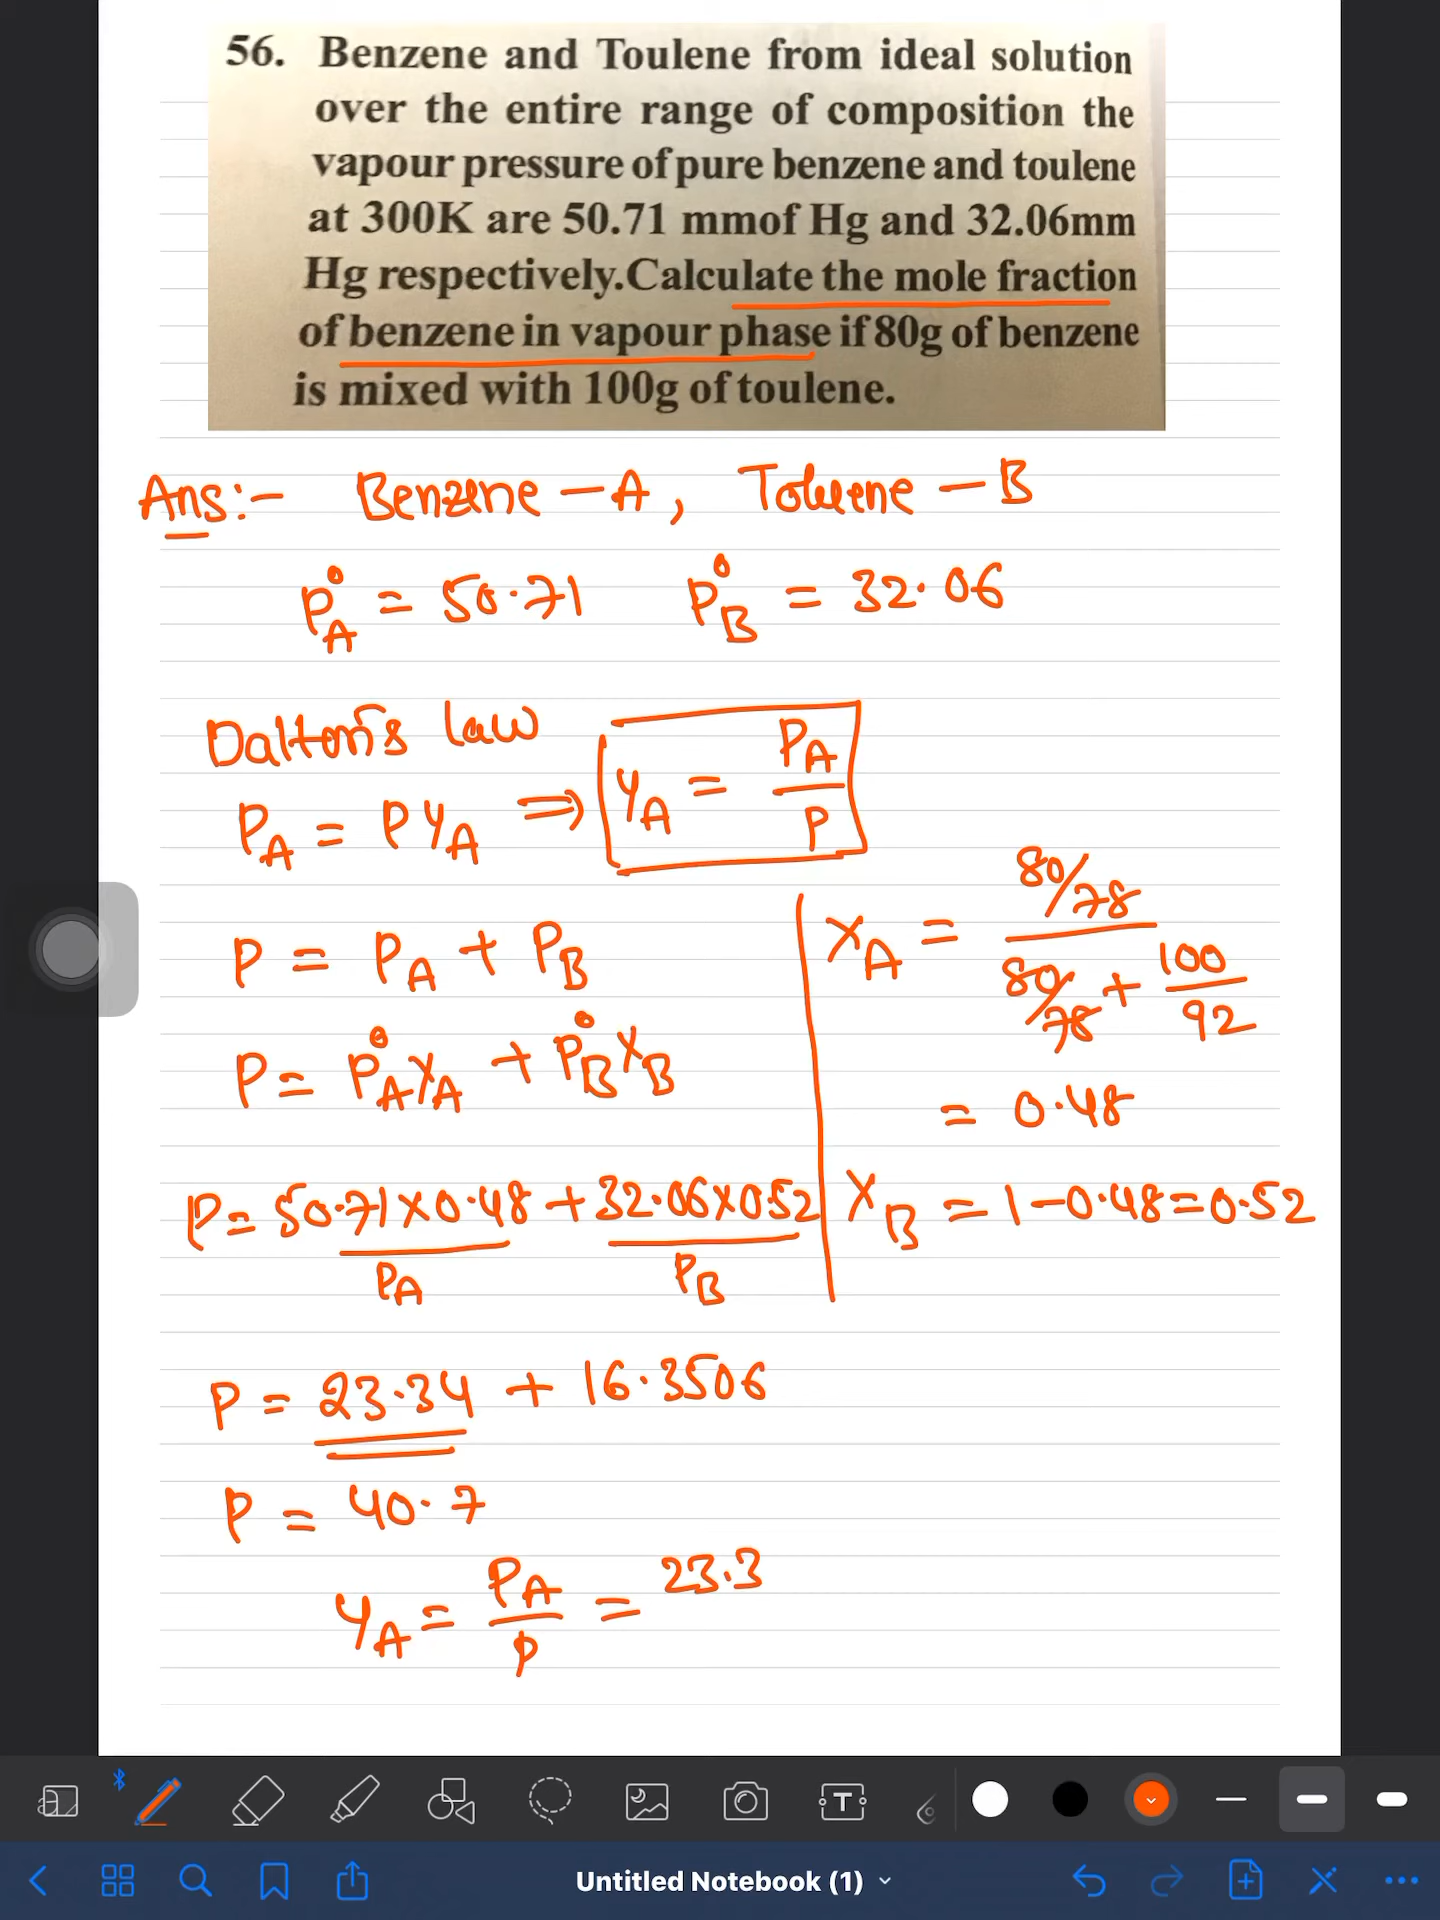 56. Benzene and Toulene from ideal solution
over the entire range of composition the
vapour pressure of pure benzene and toulene
at 300K are 50.71 mmof Hg and 32.06mm
Hg respectively.Calculate the mole fraction
of benzene in vapour phase if 80g of benzene
is mixed with 100g of toulene.
Ans:- Benzene - A, Toluene - B
P°A = 50.71 P°B = 32.06
Dalton's law
PA = PYA ⇒ YA = PA/P
P = PA + PB
P = P°A XA + P°B XB
P = 50.71×0.48 + 32.06×0.52
PA PB
XA = 80/78 / 80/78 + 100/92
= 0.48
XB = 1-0.48=0.52
P = 23.34 + 16.3506
P = 40.7
YA = PA/P = 23.3
Untitled Notebook (1)